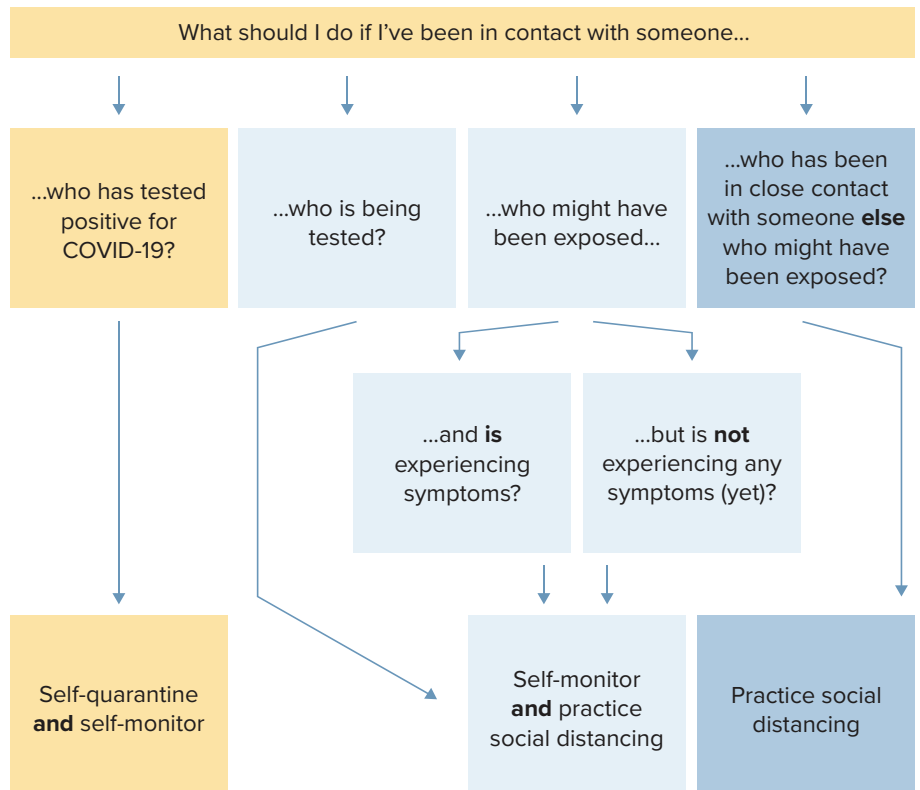 What should I do if I've been in contact with someone...
...who has tested
positive for
COVID-19?
...who is being
tested?
...who might have
been exposed...
...who has been
in close contact
with someone else
who might have
been exposed?
...and is
experiencing
symptoms?
...but is not
experiencing any
symptoms (yet)?
Self-quarantine
and self-monitor
Self-monitor
and practice
social distancing
Practice social
distancing